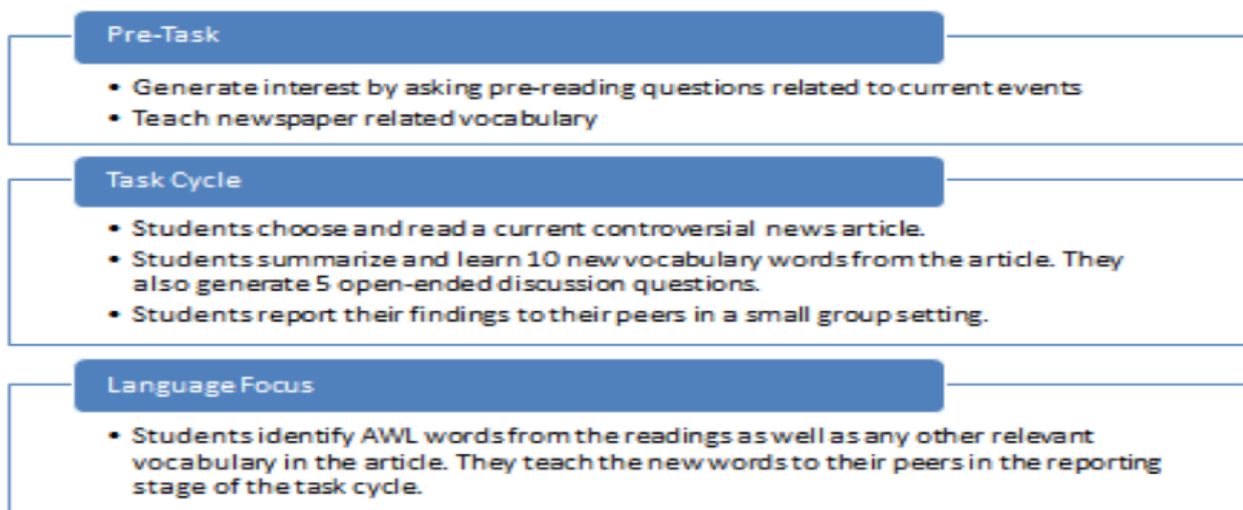 Pre-Task
• Generate interest by asking pre-reading questions related to current events
• Teach newspaper related vocabulary
Task Cycle
• Students choose and read a current controversial news article.
• Students summarize and learn 10 new vocabulary words from the article. They
also generate 5 open-ended discussion questions.
• Students report their findings to their peers in a small group setting.
Language Focus
• Students identify AWL words from the readings as well as any other relevant
vocabulary in the article. They teach the new words to their peers in the reporting
stage of the task cycle.